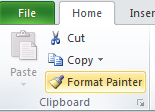 File Home Inser
Cut
Copy
Paste
Format Painter
Clipboard